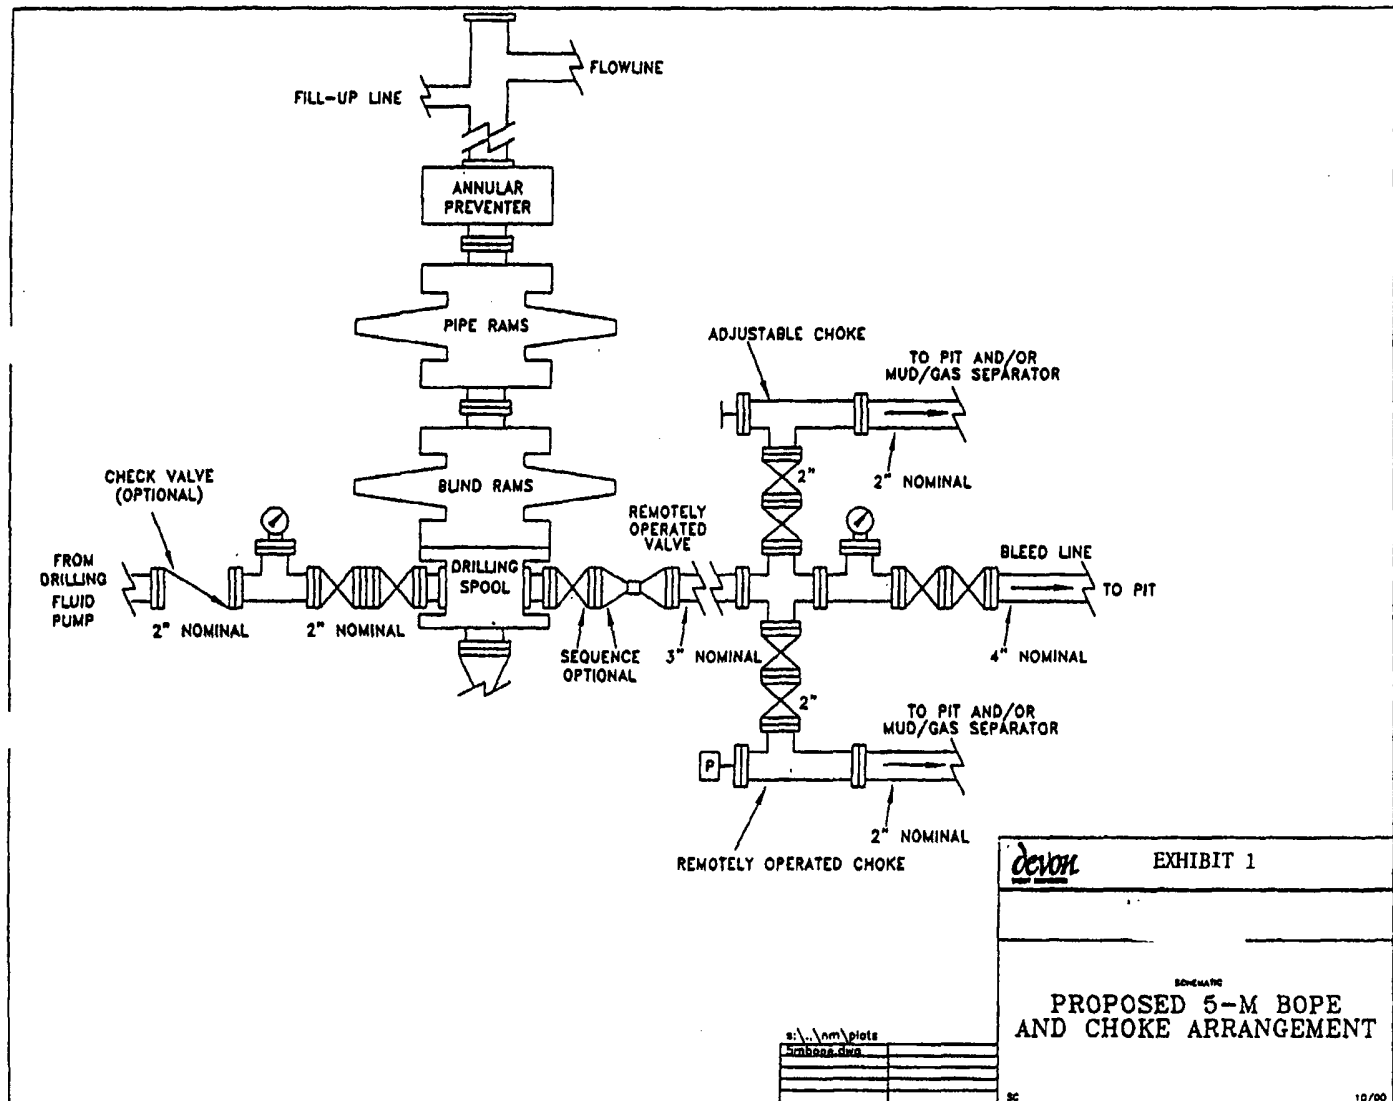 FLOWLINE
FILL-UP LINE
ANNULAR
PREVENTER
PIPE RAMS
ADJUSTABLE CHOKE
TO PIT AND/OR
MUD/GAS SEPARATOR
2"
2" NOMINAL
CHECK VALVE
(OPTIONAL)
BLIND RAMS
REMOTELY
OPERATED
VALVE
FROM
DRILLING
FLUID
PUMP
DRILLING
SPOOL
BLEED LINE
TO PIT
2" NOMINAL
2" NOMINAL
SEQUENCE
OPTIONAL
3" NOMINAL
4" NOMINAL
2"
TO PIT AND/OR
MUD/GAS SEPARATOR
P
2" NOMINAL
REMOTELY OPERATED CHOKE
devon
EXHIBIT 1
SCHEMATIC
PROPOSED 5-M BOPE
AND CHOKE ARRANGEMENT
s:\..\nm\plats
5mbope.dwg
SC